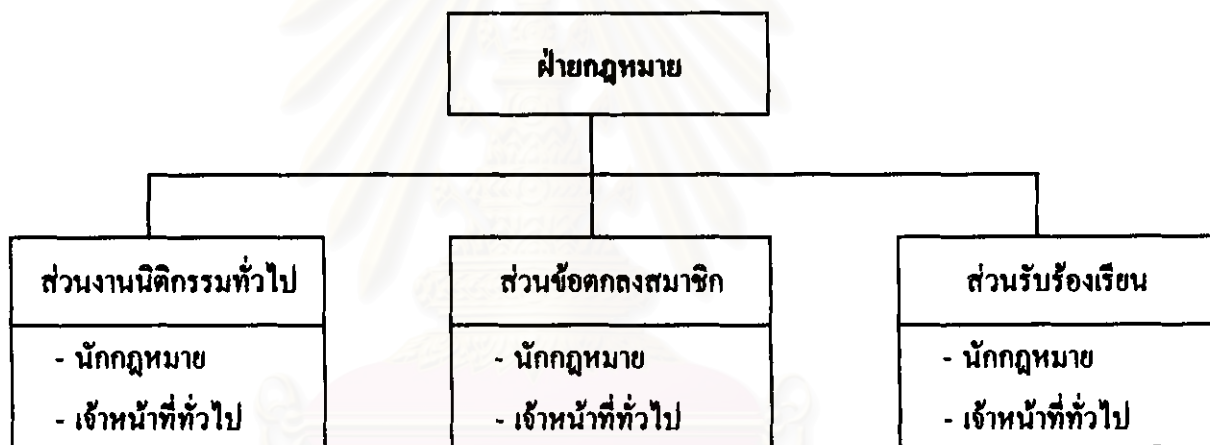 ฝ่ายกฎหมาย
ส่วนงานนิติกรรมทั่วไป
- นักกฎหมาย
- เจ้าหน้าที่ทั่วไป
ส่วนข้อตกลงสมาชิก
- นักกฎหมาย
- เจ้าหน้าที่ทั่วไป
ส่วนรับร้องเรียน
- นักกฎหมาย
- เจ้าหน้าที่ทั่วไป